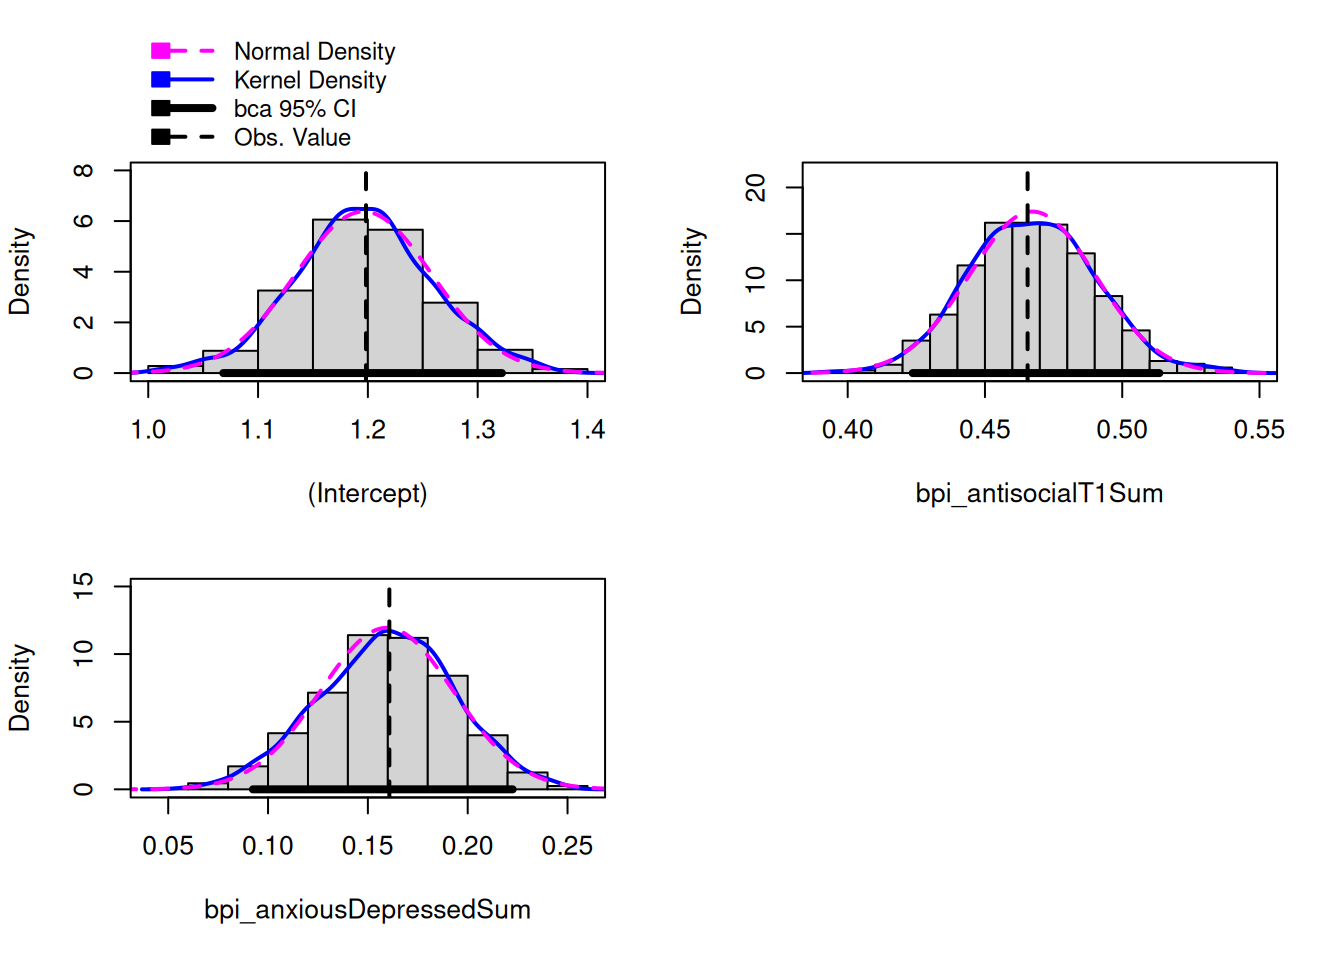 Normal Density
Kernel Density
bca 95% CI
Obs. Value
Density
0 2 4 6 8
1.0 1.1 1.2 1.3 1.4
(Intercept)
Density
0 5 10 20
0.40 0.45 0.50 0.55
bpi_antisocialT1Sum
Density
0 5 10 15
0.05 0.10 0.15 0.20 0.25
bpi_anxiousDepressedSum